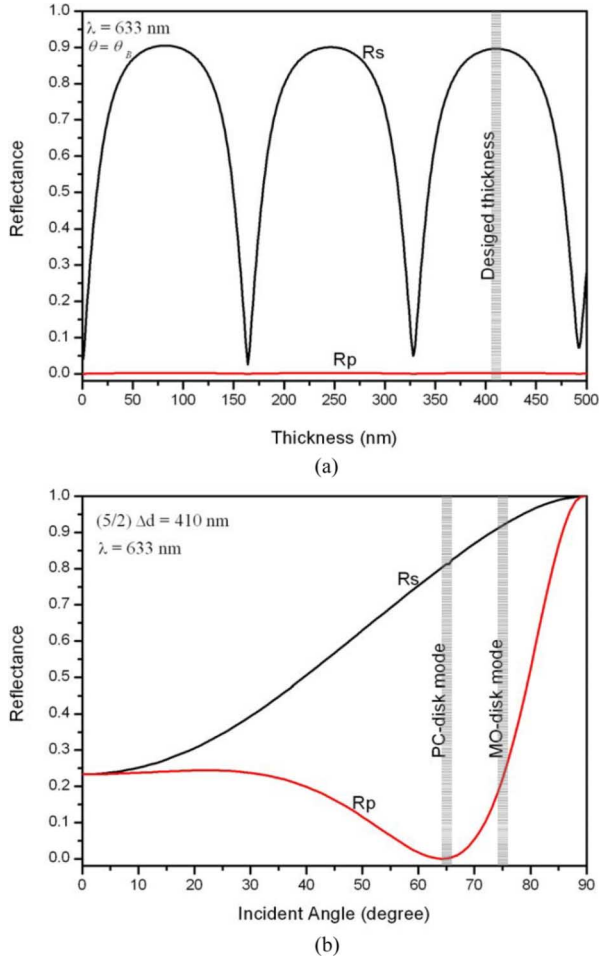 λ = 633 nm
θ = θ_B
Rs
Rp
Desiged thickness
Reflectance
1.0
0.9
0.8
0.7
0.6
0.5
0.4
0.3
0.2
0.1
0.0
0 50 100 150 200 250 300 350 400 450 500
Thickness (nm)
(a)
(5/2) Δd = 410 nm
λ = 633 nm
Rs
Rp
PC-disk mode
MO-disk mode
Reflectance
1.0
0.9
0.8
0.7
0.6
0.5
0.4
0.3
0.2
0.1
0.0
0 10 20 30 40 50 60 70 80 90
Incident Angle (degree)
(b)